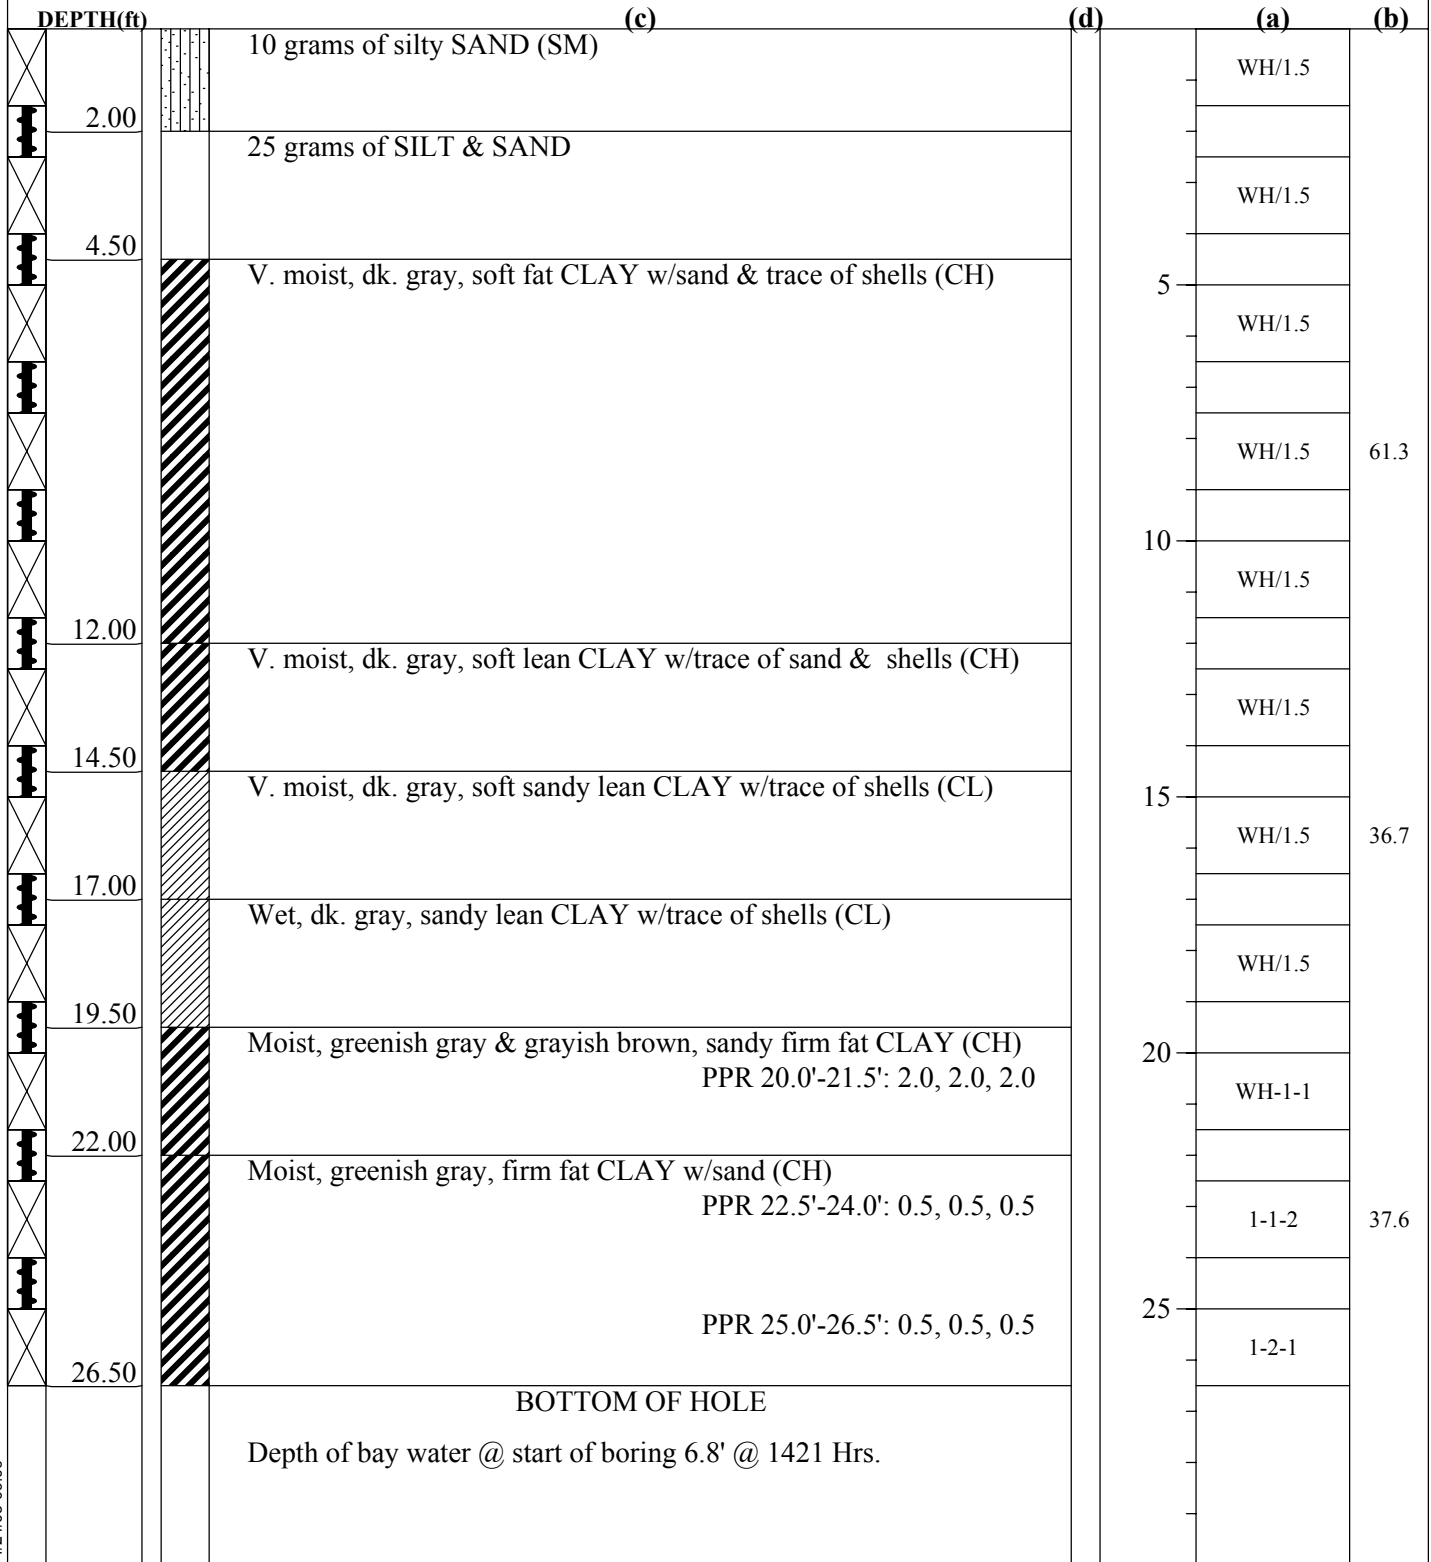 DEPTH(ft) (c) (d) (a) (b)
10 grams of silty SAND (SM)
WH/1.5
2.00
25 grams of SILT & SAND
WH/1.5
4.50
V. moist, dk. gray, soft fat CLAY w/sand & trace of shells (CH)
5
WH/1.5
WH/1.5 61.3
10
WH/1.5
12.00
V. moist, dk. gray, soft lean CLAY w/trace of sand & shells (CH)
WH/1.5
14.50
V. moist, dk. gray, soft sandy lean CLAY w/trace of shells (CL)
15
WH/1.5 36.7
17.00
Wet, dk. gray, sandy lean CLAY w/trace of shells (CL)
WH/1.5
19.50
Moist, greenish gray & grayish brown, sandy firm fat CLAY (CH)
20
PPR 20.0'-21.5': 2.0, 2.0, 2.0
WH-1-1
22.00
Moist, greenish gray, firm fat CLAY w/sand (CH)
PPR 22.5'-24.0': 0.5, 0.5, 0.5
1-1-2 37.6
25
PPR 25.0'-26.5': 0.5, 0.5, 0.5
1-2-1
26.50
BOTTOM OF HOLE
Depth of bay water @ start of boring 6.8' @ 1421 Hrs.